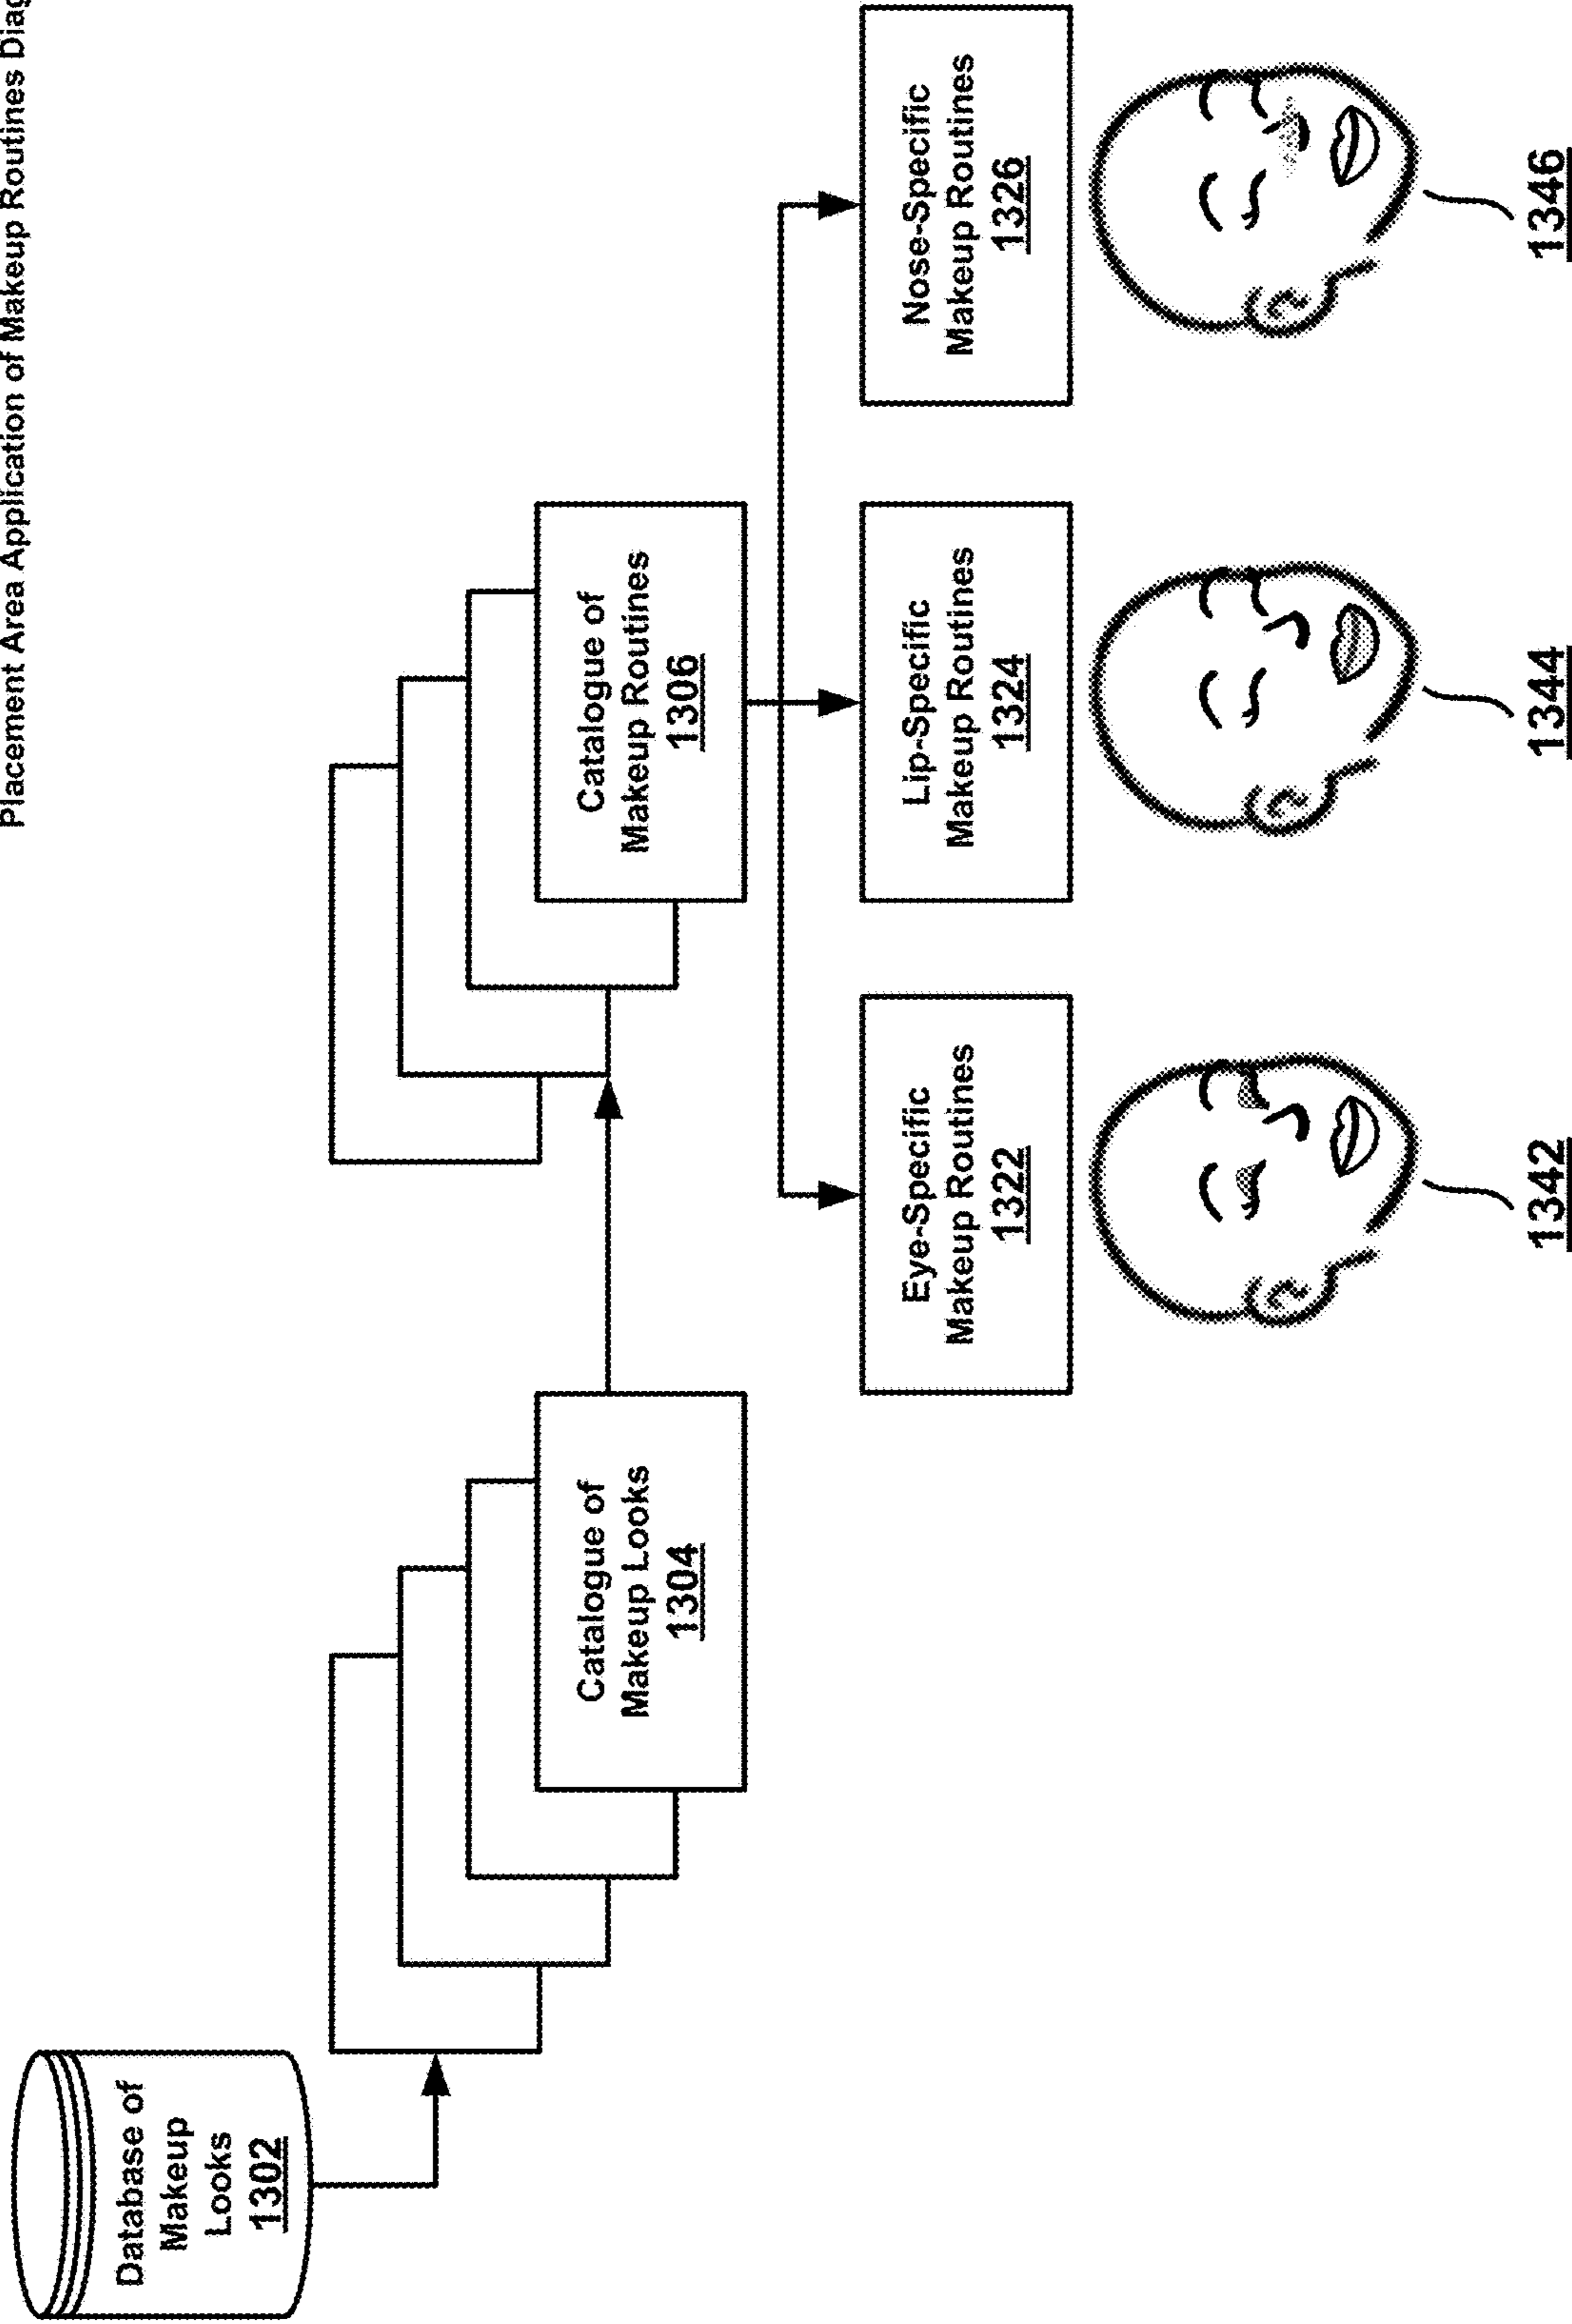 Placement Area Application of Makeup Routines
Database of
Makeup
Looks
1302
Catalogue of
Makeup Looks
1304
Catalogue of
Makeup Routines
1306
Eye-Specific
Makeup Routines
1322
Lip-Specific
Makeup Routines
1324
Nose-Specific
Makeup Routines
1326
1342
1344
1346